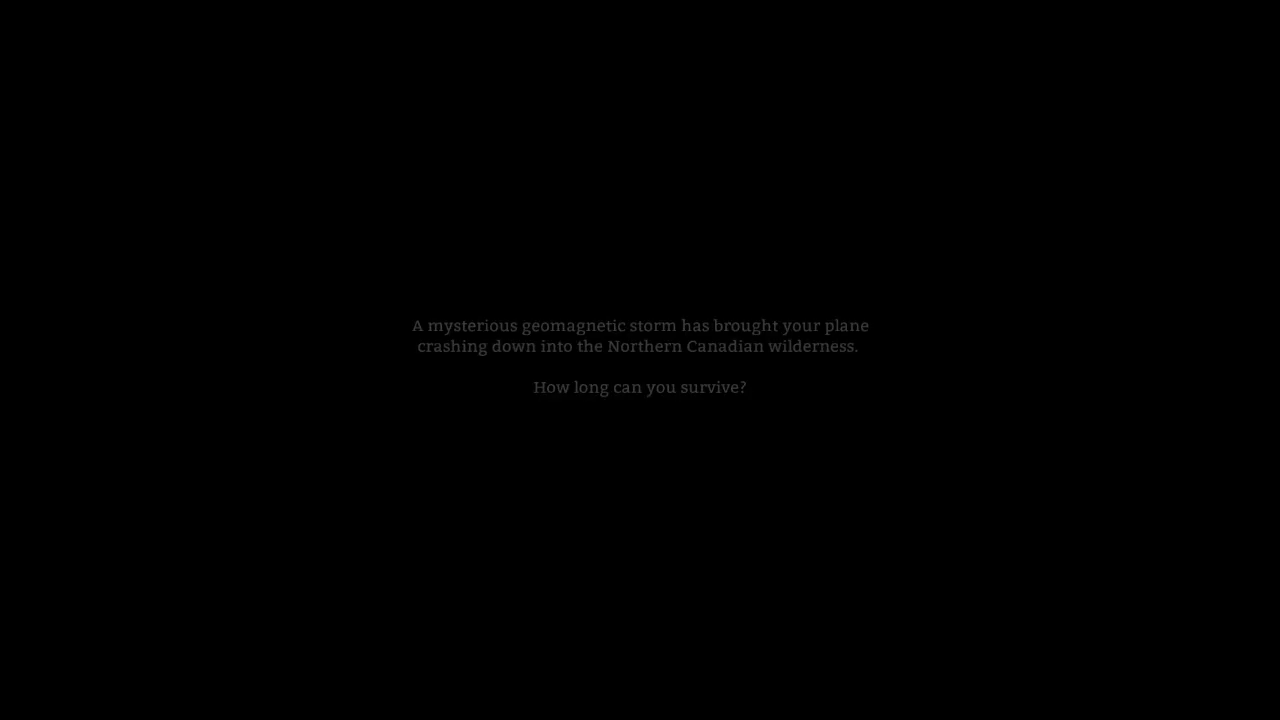 A mysterious geomagnetic storm has brought your plane
crashing down into the Northern Canadian wilderness.
How long can you survive?